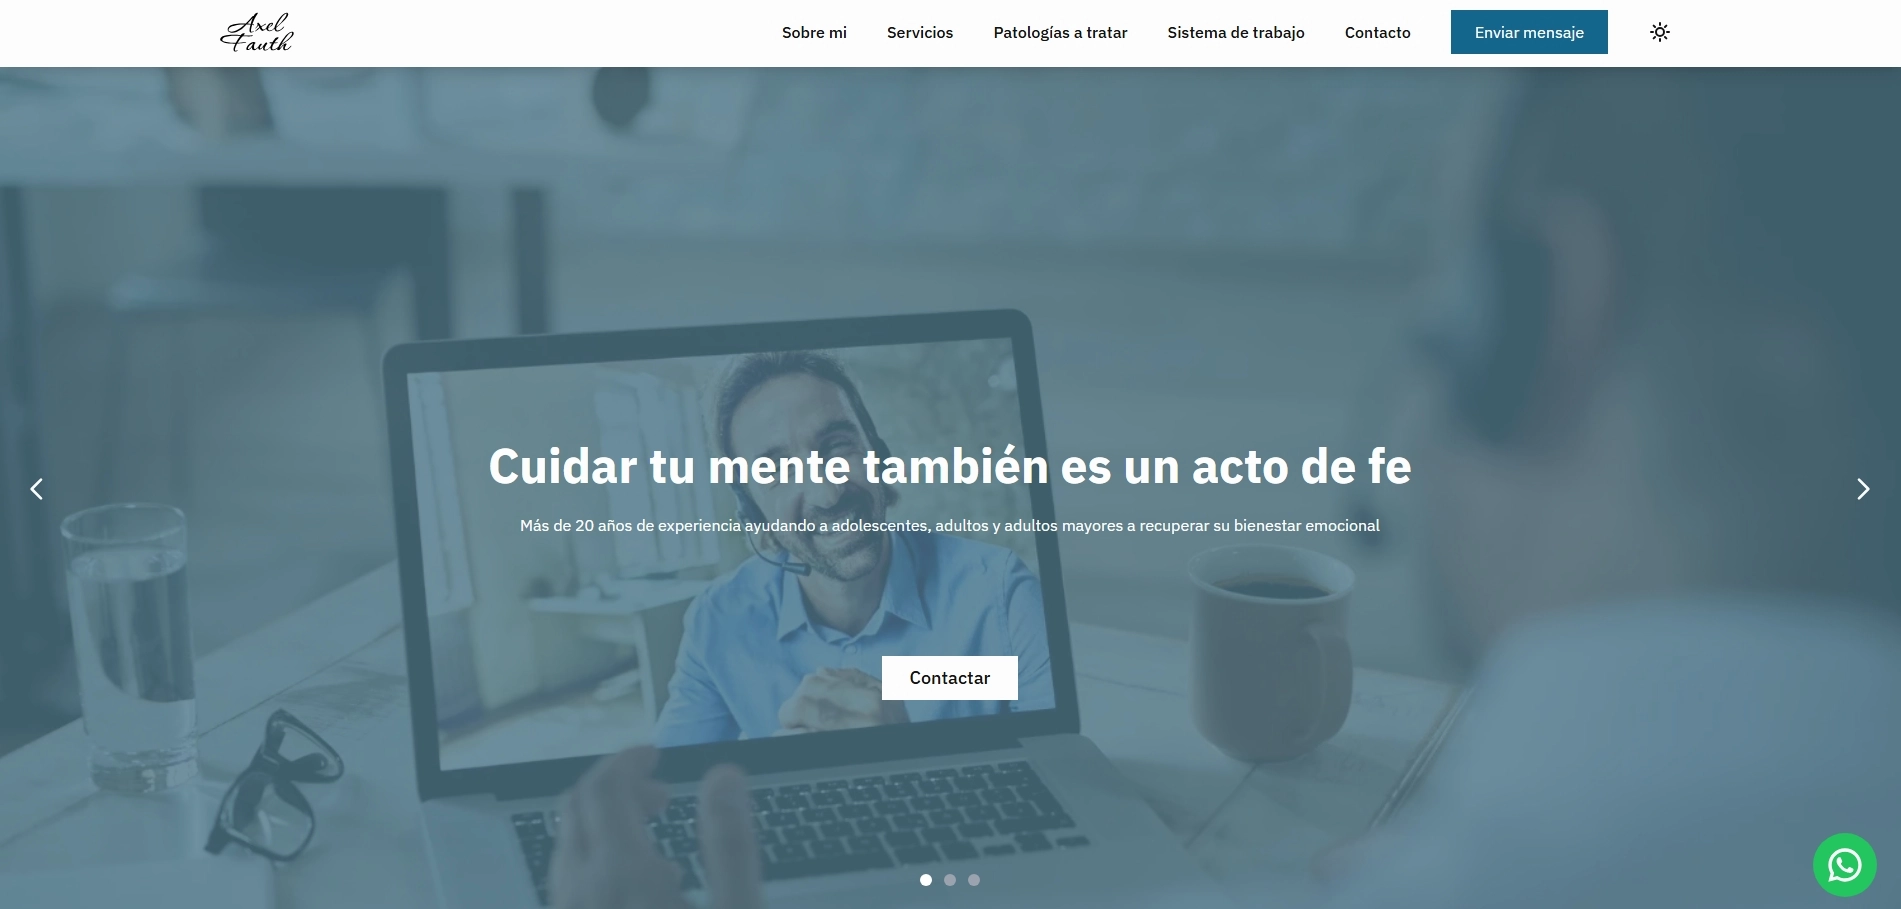 Axel
Fauth
Sobre mi
Servicios
Patologías a tratar
Sistema de trabajo
Contacto
Enviar mensaje
Cuidar tu mente también es un acto de fe
Más de 20 años de experiencia ayudando a adolescentes, adultos y adultos mayores a recuperar su bienestar emocional
Contactar